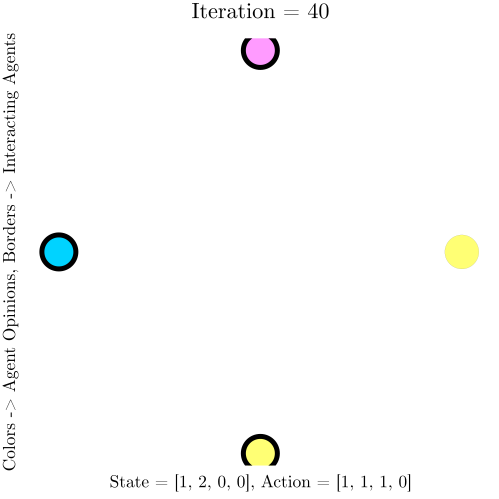 Iteration = 40
Colors -> Agent Opinions, Borders -> Interacting Agents
State = [1, 2, 0, 0], Action = [1, 1, 1, 0]